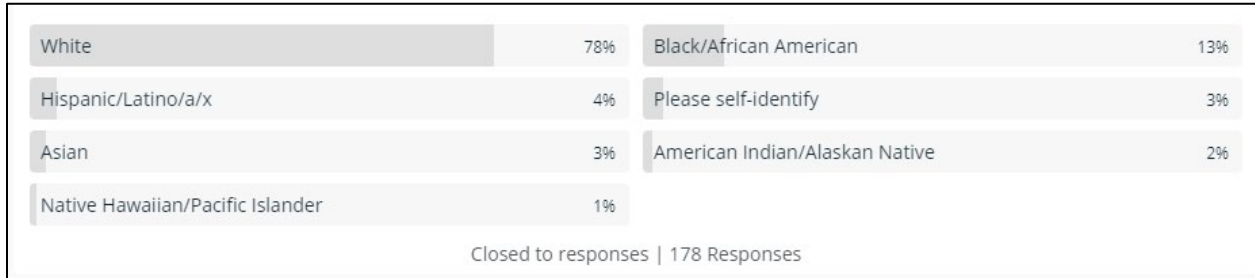 White 78% Black/African American 13%
Hispanic/Latino/a/x 4% Please self-identify 3%
Asian 3% American Indian/Alaskan Native 2%
Native Hawaiian/Pacific Islander 1%
Closed to responses | 178 Responses